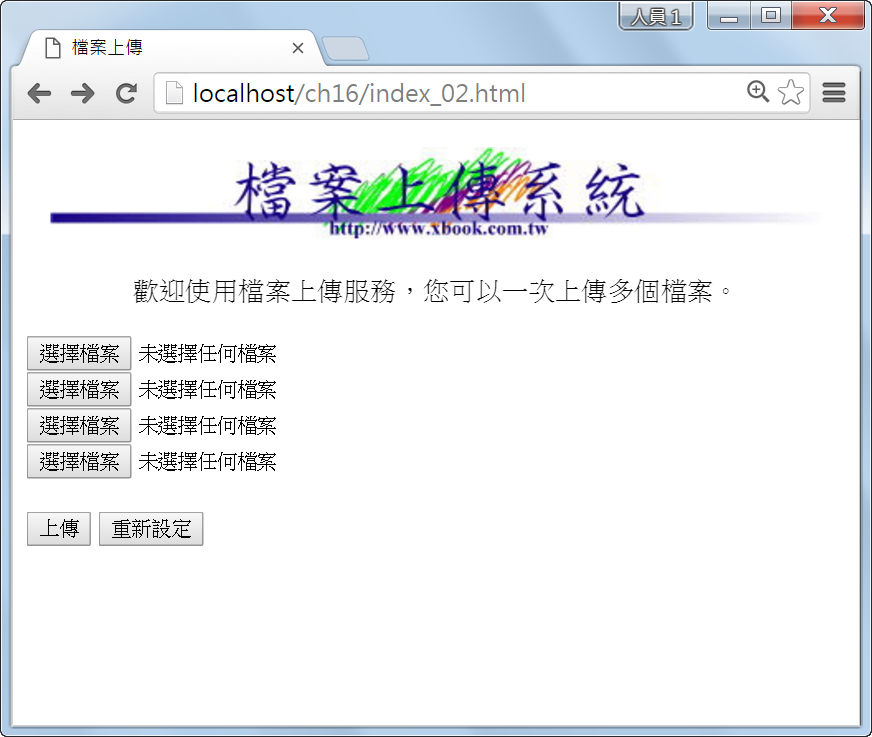 人員 1
檔案上傳
localhost/ch16/index_02.html
檔案上傳系統
http://www.xbook.com.tw
歡迎使用檔案上傳服務，您可以一次上傳多個檔案。
選擇檔案 未選擇任何檔案
選擇檔案 未選擇任何檔案
選擇檔案 未選擇任何檔案
選擇檔案 未選擇任何檔案
上傳 重新設定